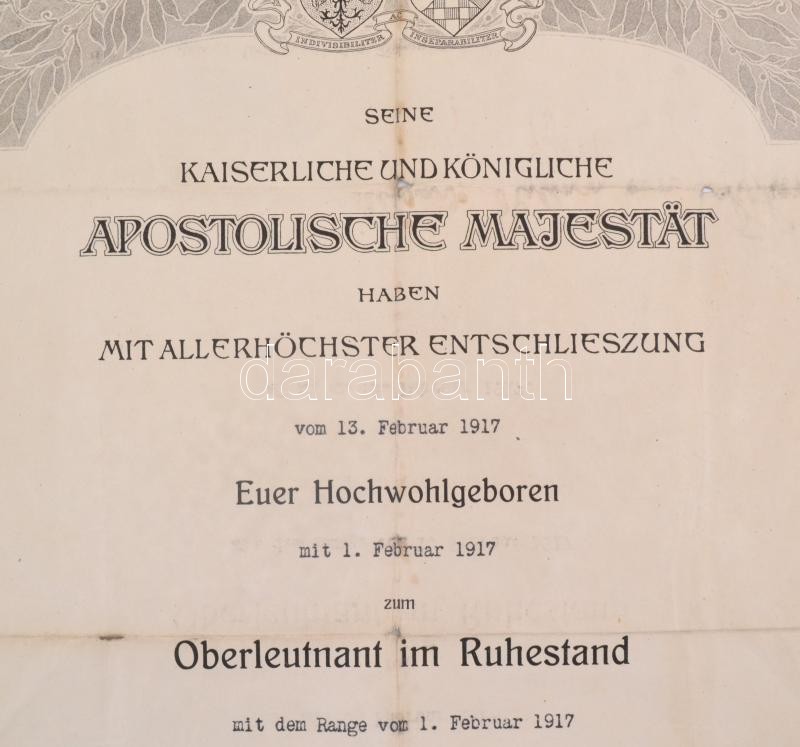 INDIVISIBILITER AC INSEPARABILITER
SEINE
KAISERLICHE UND KÖNIGLICHE
APOSTOLISCHE MAJESTÄT
HABEN
MIT ALLERHÖCHSTER ENTSCHLIESZUNG
darabanth
vom 13. Februar 1917
Euer Hochwohlgeboren
mit 1. Februar 1917
zum
Oberleutnant im Ruhestand
mit dem Range vom 1. Februar 1917